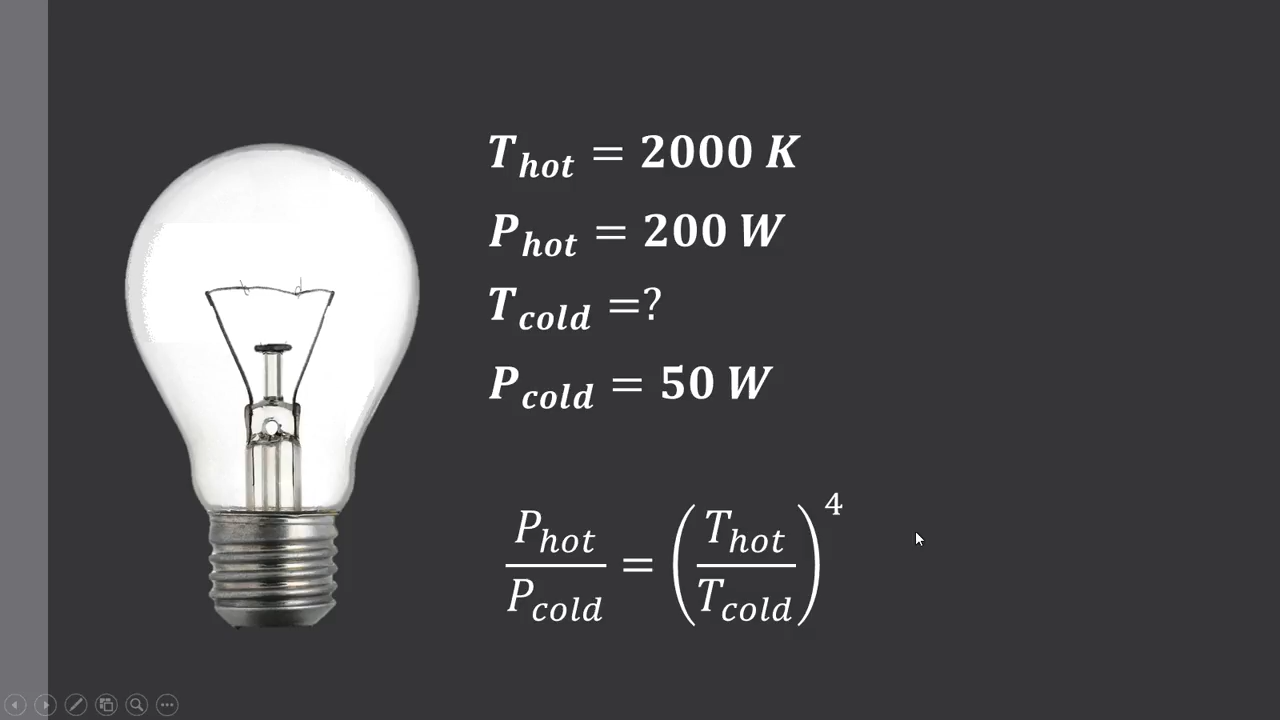 T_hot = 2000 K
P_hot = 200 W
T_cold =?
P_cold = 50 W
P_hot / P_cold = (T_hot / T_cold)^4